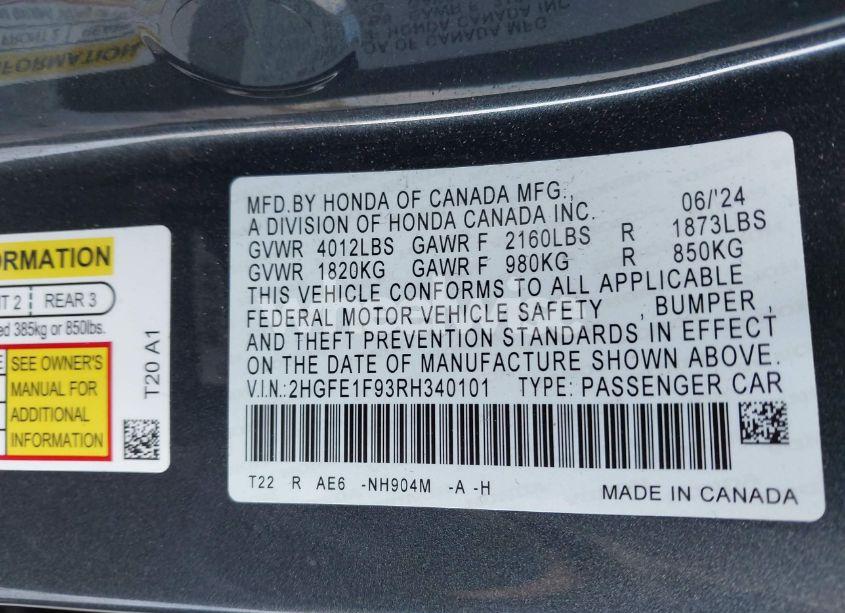 MFD.BY HONDA OF CANADA MFG., 06/'24
A DIVISION OF HONDA CANADA INC.
GVWR 4012LBS GAWR F 2160LBS R 1873LBS
GVWR 1820KG GAWR F 980KG R 850KG
THIS VEHICLE CONFORMS TO ALL APPLICABLE
FEDERAL MOTOR VEHICLE SAFETY , BUMPER ,
AND THEFT PREVENTION STANDARDS IN EFFECT
ON THE DATE OF MANUFACTURE SHOWN ABOVE.
V.I.N.:2HGFE1F93RH340101 TYPE: PASSENGER CAR
T22 R AE6 -NH904M -A -H
MADE IN CANADA
2 REAR 3
385kg or 850lbs.
SEE OWNER'S
MANUAL FOR
ADDITIONAL
INFORMATION
T20 A1